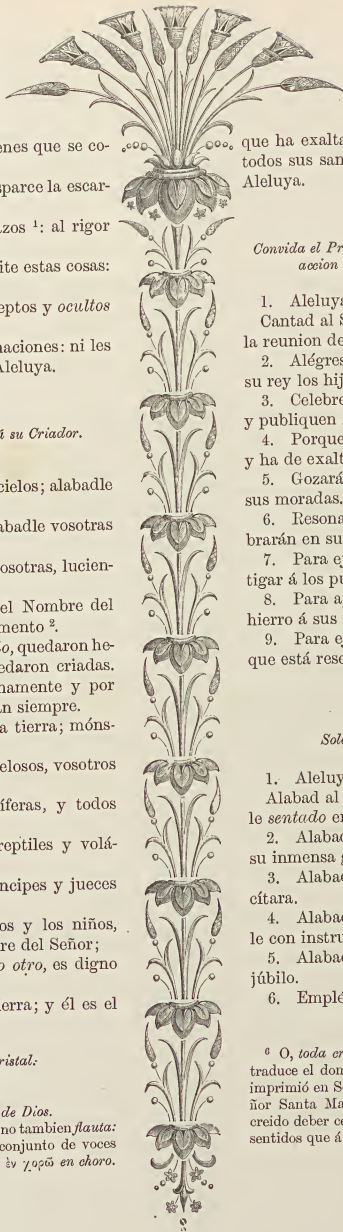 enes que se co-
sparce la escar-
zos ¹: al rigor
ite estas cosas:
eptos y ocultos
naciones: ni les
Aleluya.
á su Criador.
cielos; alabadle
abadle vosotras
osotras, lucien-
el Nombre del
mento ².
o, quedaron he-
edaron criadas.
namente y por
án siempre.
a tierra; móns-
elosos, vosotros
íferas, y todos
reptiles y volá-
ncipes y jueces
os y los niños,
re del Señor;
o otro, es digno
ierra; y él es el
ristal:
de Dios.
no tambien flauta:
conjunto de voces
ἐν χορῶ en choro.
que ha exalta
todos sus san
Aleluya.
Convida el Pr
accion
1. Aleluya
Cantad al S
la reunion de
2. Alégres
su rey los hij
3. Celebre
y publiquen
4. Porque
y ha de exalt
5. Gozará
sus moradas.
6. Resona
brarán en su
7. Para ej
tigar á los pu
8. Para ap
hierro á sus
9. Para ej
que está rese
Sole
1. Aleluy
Alabad al
le sentado en
2. Alabad
su inmensa g
3. Alabad
cítara.
4. Alabad
le con instru
5. Alabad
júbilo.
6. Emplé
⁶ O, toda cr
traduce el dom
imprimió en S
ñor Santa Ma
creido deber ce
sentidos que á